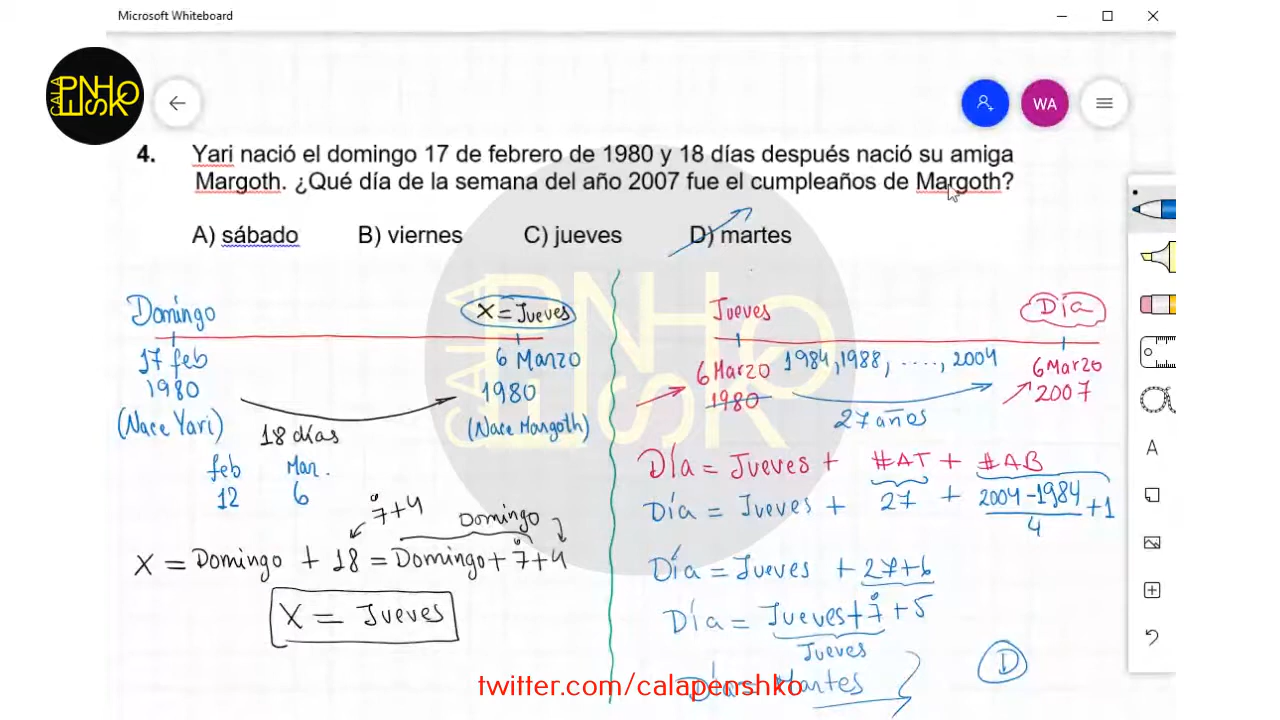 Microsoft Whiteboard
CALA
PENHSKO
WA
4. Yari nació el domingo 17 de febrero de 1980 y 18 días después nació su amiga
Margoth. ¿Qué día de la semana del año 2007 fue el cumpleaños de Margoth?
A) sábado B) viernes C) jueves D) martes
Domingo X = Jueves
17 feb 6 Marzo
1980 1980
(Nace Yari) (Nace Margoth)
18 días
feb Mar.
12 6
7+4
Domingo
X = Domingo + 18 = Domingo + 7 + 4
X = Jueves
Jueves Día
6 Marzo 1984, 1988, ...., 2004 6 Marzo
1980 2007
27 años
Día = Jueves + #AT + #AB
Día = Jueves + 27 + 2004 - 1984 / 4 + 1
Día = Jueves + 27+6
Día = Jueves + 7 + 5
Jueves
Día = Martes
D
twitter.com/calapenshko
A